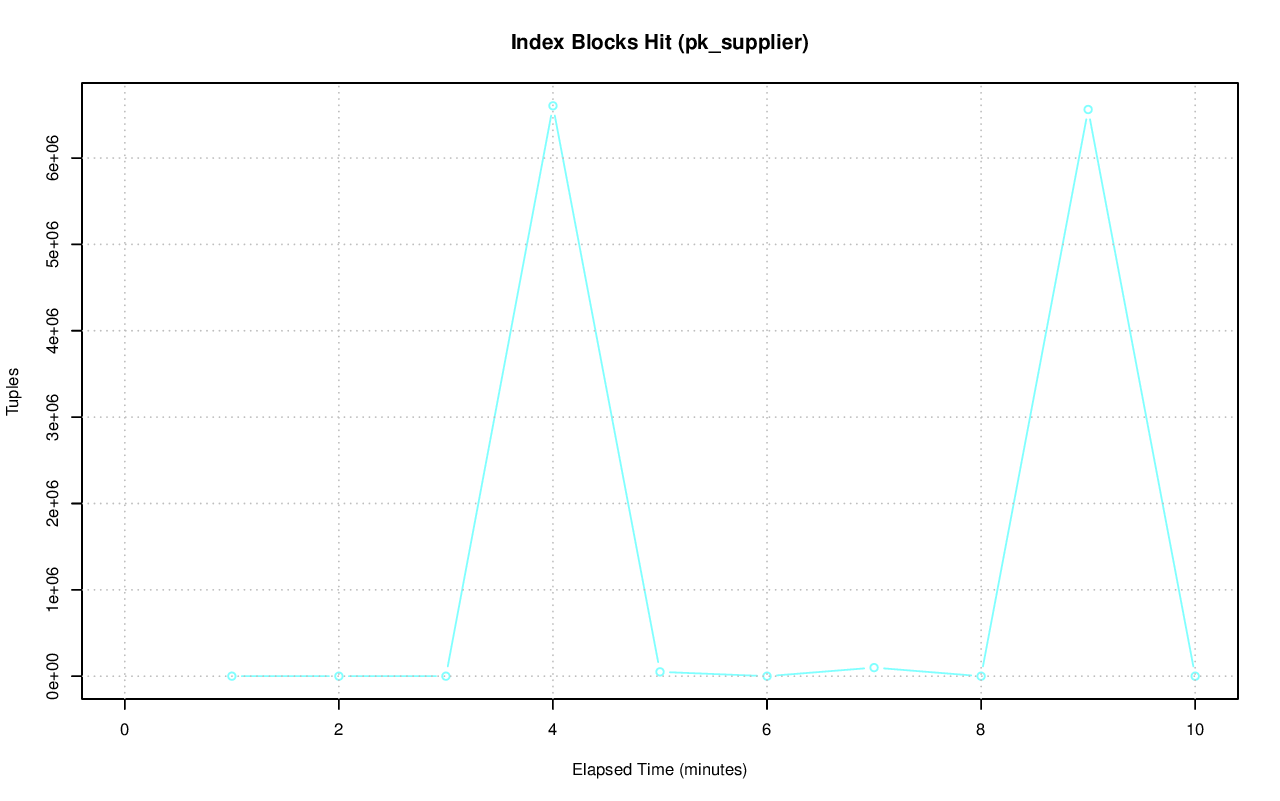 Index Blocks Hit (pk_supplier)
Tuples
6e+06
5e+06
4e+06
3e+06
2e+06
1e+06
0e+00
0 2 4 6 8 10
Elapsed Time (minutes)